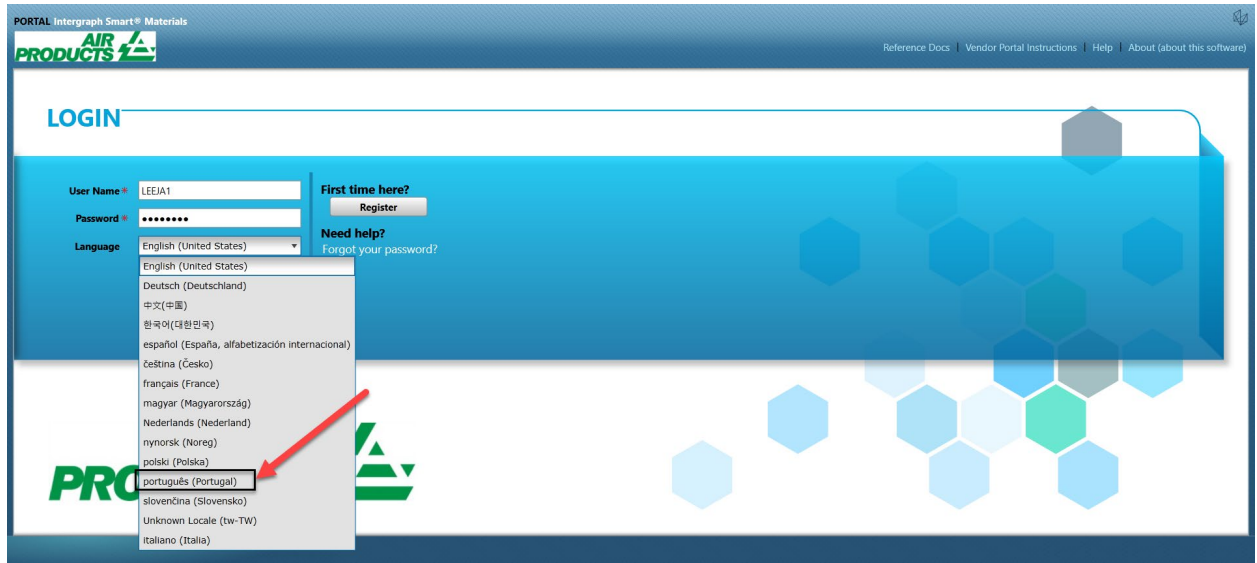 PORTAL Intergraph Smart® Materials
AIR
PRODUCTS
Reference Docs | Vendor Portal Instructions | Help | About (about this software)
LOGIN
User Name * LEEJA1
Password * ••••••••
Language English (United States)
First time here?
Register
Need help?
Forgot your password?
English (United States)
Deutsch (Deutschland)
中文(中国)
한국어(대한민국)
español (España, alfabetización internacional)
čeština (Česko)
français (France)
magyar (Magyarország)
Nederlands (Nederland)
nynorsk (Noreg)
polski (Polska)
português (Portugal)
slovenčina (Slovensko)
Unknown Locale (tw-TW)
italiano (Italia)
PRO